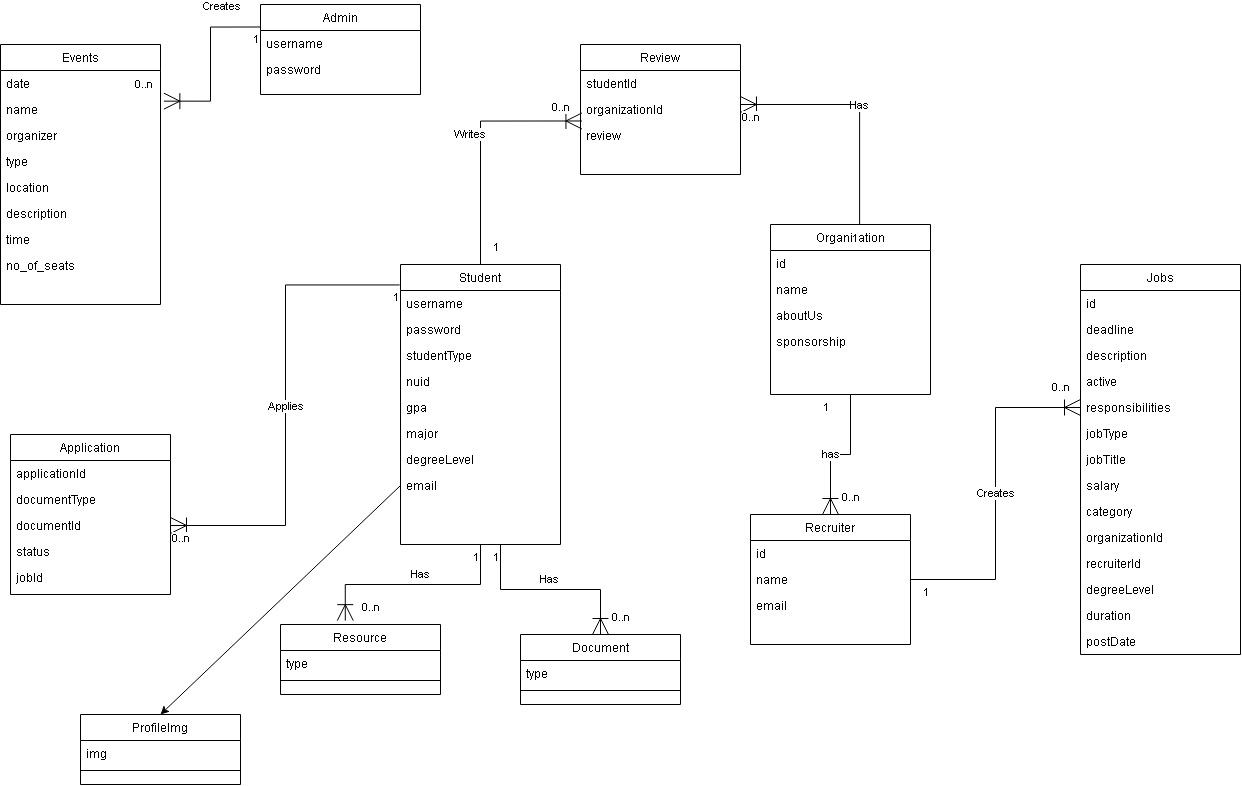 Creates
Admin
1
username
password
Events
date
0..n
name
organizer
type
location
description
time
no_of_seats
Review
studentId
organizationId
review
0..n
Writes
1
Has
0..n
Organi1ation
id
name
aboutUs
sponsorship
1
has
0..n
Student
1
username
password
studentType
nuid
gpa
major
degreeLevel
email
Applies
Application
applicationId
documentType
documentId
status
jobId
0..n
1
1
Has
Has
0..n
0..n
Resource
type
Document
type
ProfileImg
img
Recruiter
id
name
email
1
Creates
0..n
Jobs
id
deadline
description
active
responsibilities
jobType
jobTitle
salary
category
organizationId
recruiterId
degreeLevel
duration
postDate